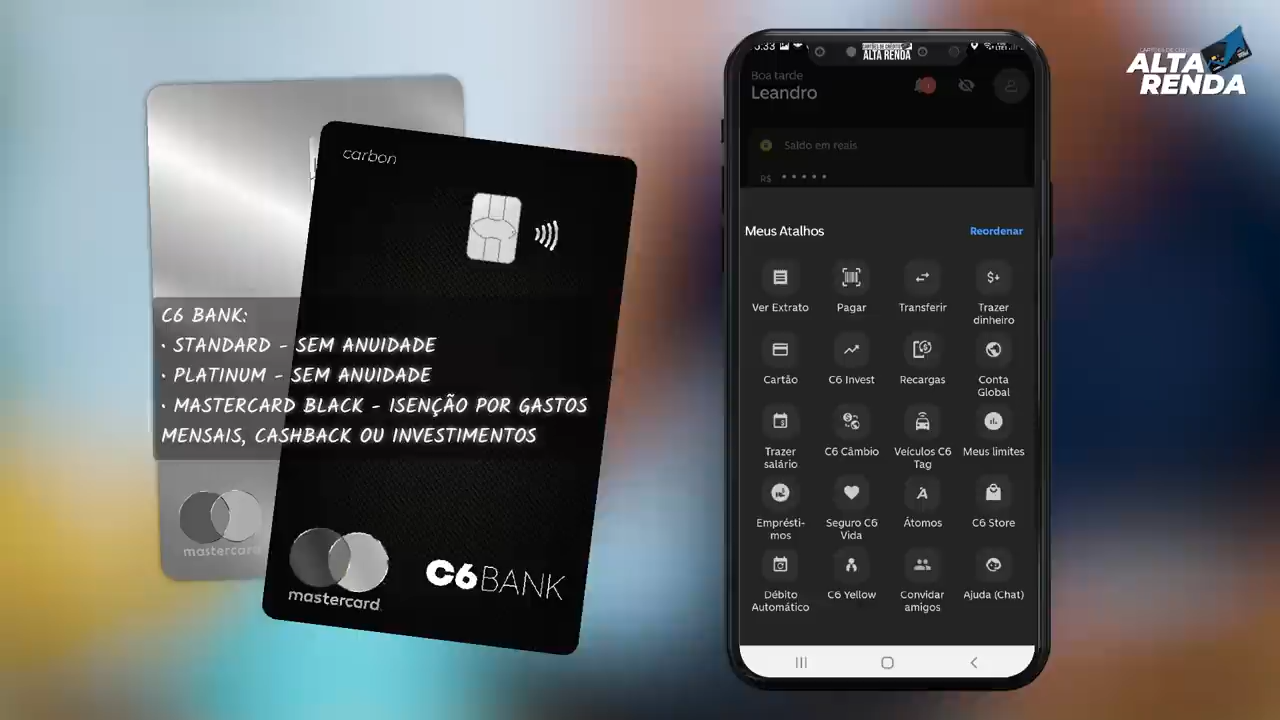 carbon
C6 BANK:
• STANDARD - SEM ANUIDADE
• PLATINUM - SEM ANUIDADE
• MASTERCARD BLACK - ISENÇÃO POR GASTOS
MENSAIS, CASHBACK OU INVESTIMENTOS
mastercard
mastercard
C6 BANK
ALTA RENDA
Boa tarde
Leandro
Saldo em reais
R$ •••••
Meus Atalhos
Reordenar
Ver Extrato
Pagar
Transferir
Trazer
dinheiro
Cartão
C6 Invest
Recargas
Conta
Global
Trazer
salário
C6 Câmbio
Veículos C6
Tag
Meus limites
Emprésti-
mos
Seguro C6
Vida
Átomos
C6 Store
Débito
Automático
C6 Yellow
Convidar
amigos
Ajuda (Chat)
ALTA
RENDA